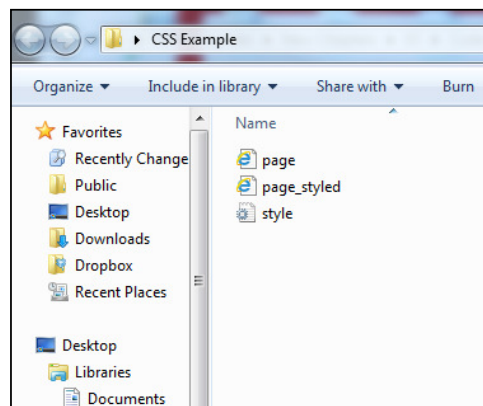 CSS Example
Organize Include in library Share with Burn
Favorites
Recently Change
Public
Desktop
Downloads
Dropbox
Recent Places
Desktop
Libraries
Documents
Name
page
page_styled
style